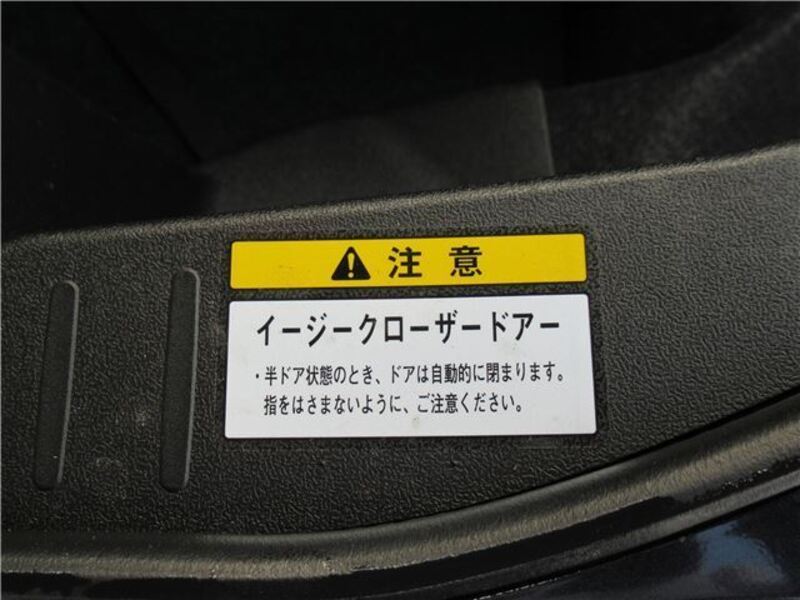 注意
イージークローザードアー
・半ドア状態のとき、ドアは自動的に閉まります。
指をはさまないように、ご注意ください。